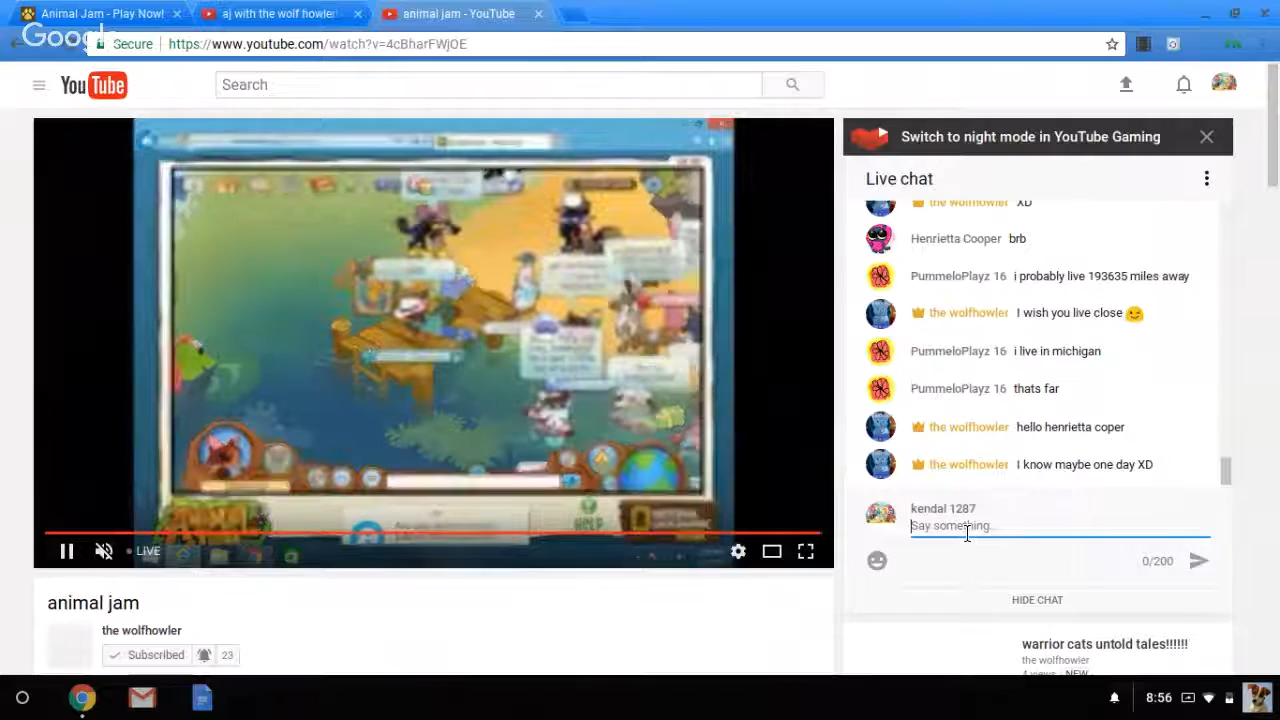 Animal Jam - Play Now!
aj with the wolf howler
animal jam - YouTube
Google
Secure
https://www.youtube.com/watch?v=4cBharFWjOE
YouTube
Search
Switch to night mode in YouTube Gaming
Live chat
the wolfhowler XD
Henrietta Cooper brb
PummeloPlayz 16 i probably live 193635 miles away
the wolfhowler I wish you live close
PummeloPlayz 16 i live in michigan
PummeloPlayz 16 thats far
the wolfhowler hello henrietta coper
the wolfhowler I know maybe one day XD
kendal 1287
Say something...
0/200
HIDE CHAT
LIVE
animal jam
the wolfhowler
Subscribed 23
warrior cats untold tales!!!!!!
the wolfhowler
4 views NEW
8:56